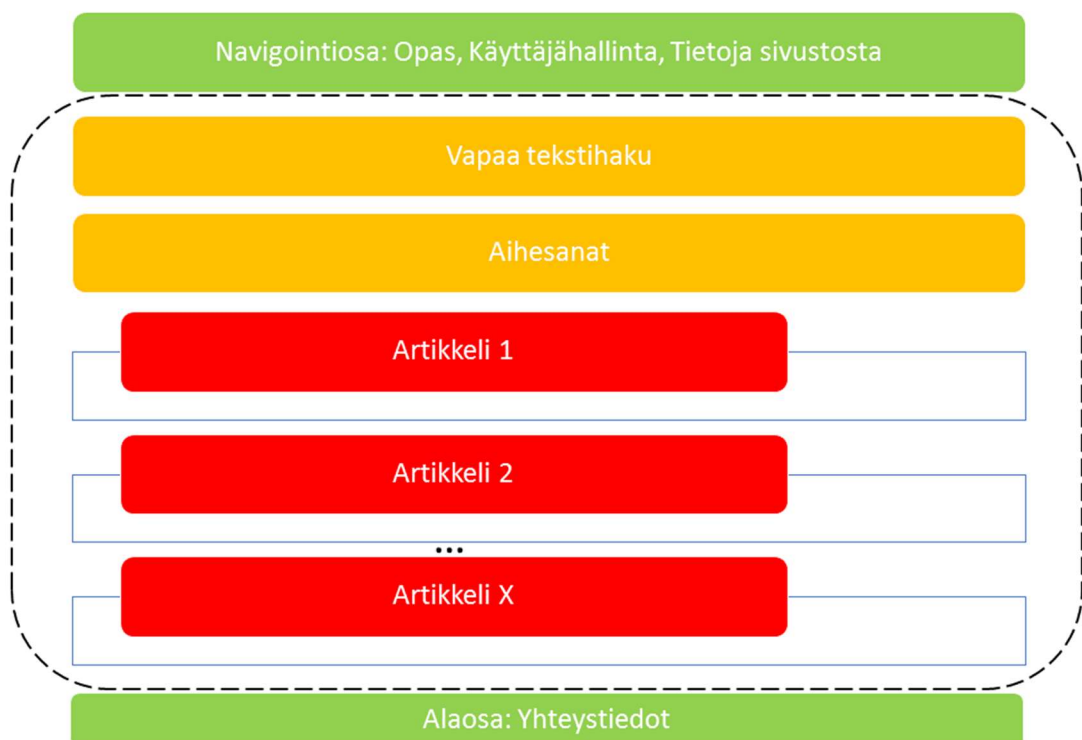 Navigointiosa: Opas, Käyttäjähallinta, Tietoja sivustosta
Vapaa tekstihaku
Aihesanat
Artikkeli 1
Artikkeli 2
...
Artikkeli X
Alaosa: Yhteystiedot